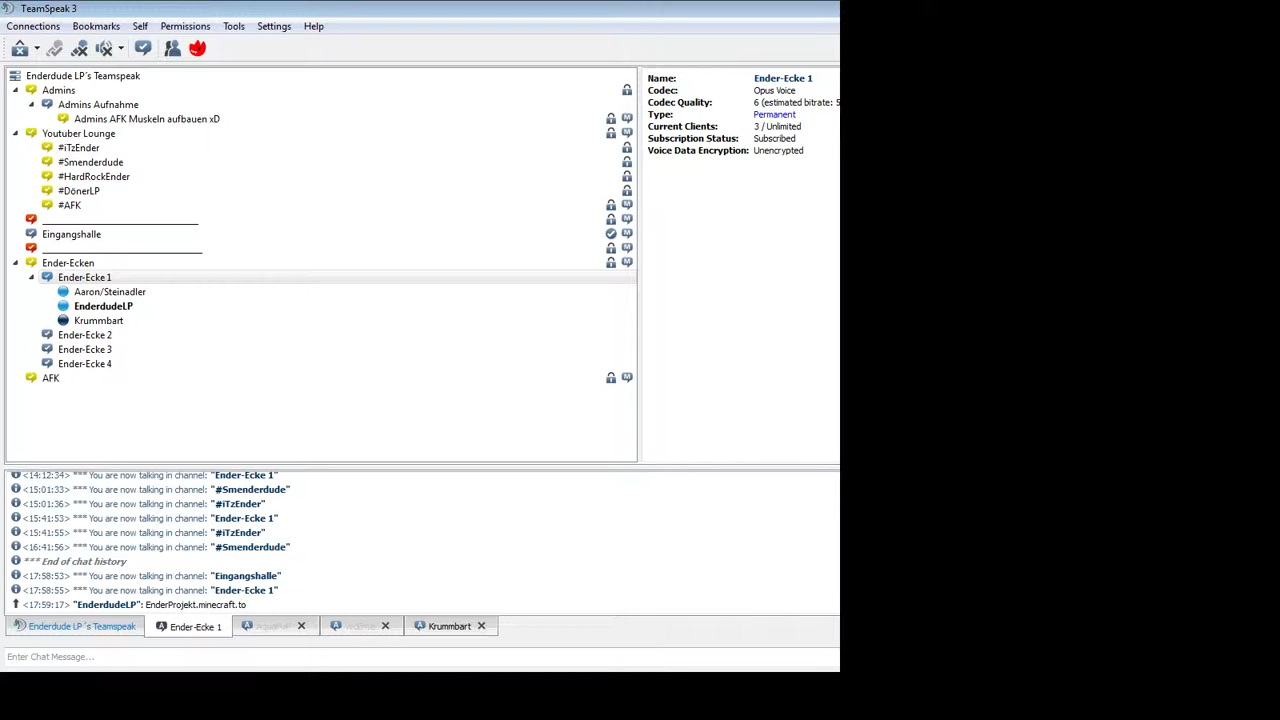 TeamSpeak 3
Connections Bookmarks Self Permissions Tools Settings Help
Enderdude LP´s Teamspeak
Admins
Admins Aufnahme
Admins AFK Muskeln aufbauen xD
Youtuber Lounge
#iTzEnder
#Smenderdude
#HardRockEnder
#DönerLP
#AFK
Eingangshalle
Ender-Ecken
Ender-Ecke 1
Aaron/Steinadler
EnderdudeLP
Krummbart
Ender-Ecke 2
Ender-Ecke 3
Ender-Ecke 4
AFK
Name: Ender-Ecke 1
Codec: Opus Voice
Codec Quality: 6 (estimated bitrate: 5
Type: Permanent
Current Clients: 3 / Unlimited
Subscription Status: Subscribed
Voice Data Encryption: Unencrypted
<14:12:34> *** You are now talking in channel: "Ender-Ecke 1"
<15:01:33> *** You are now talking in channel: "#Smenderdude"
<15:01:36> *** You are now talking in channel: "#iTzEnder"
<15:41:53> *** You are now talking in channel: "Ender-Ecke 1"
<15:41:55> *** You are now talking in channel: "#iTzEnder"
<16:41:56> *** You are now talking in channel: "#Smenderdude"
*** End of chat history
<17:58:53> *** You are now talking in channel: "Eingangshalle"
<17:58:55> *** You are now talking in channel: "Ender-Ecke 1"
<17:59:17> "EnderdudeLP": EnderProjekt.minecraft.to
Enderdude LP´s Teamspeak Ender-Ecke 1 Krummbart
Enter Chat Message...